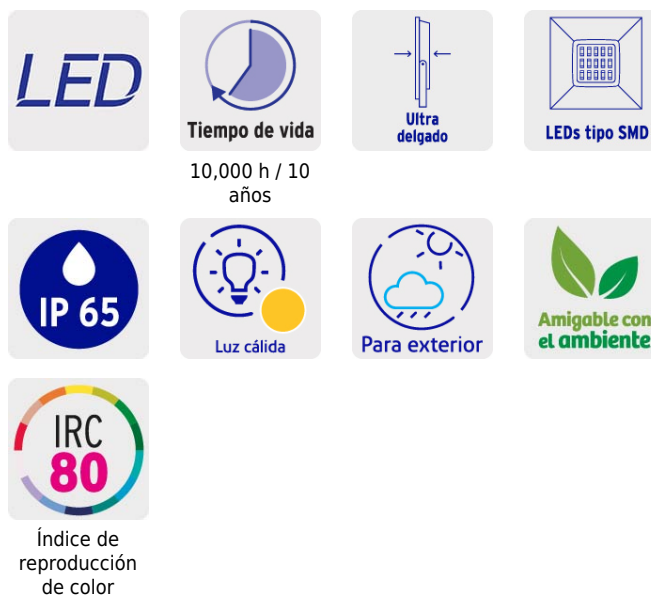 LED
Tiempo de vida
10,000 h / 10
años
Ultra
delgado
LEDs tipo SMD
IP 65
Luz cálida
Para exterior
Amigable con
el ambiente
IRC
80
Índice de
reproducción
de color